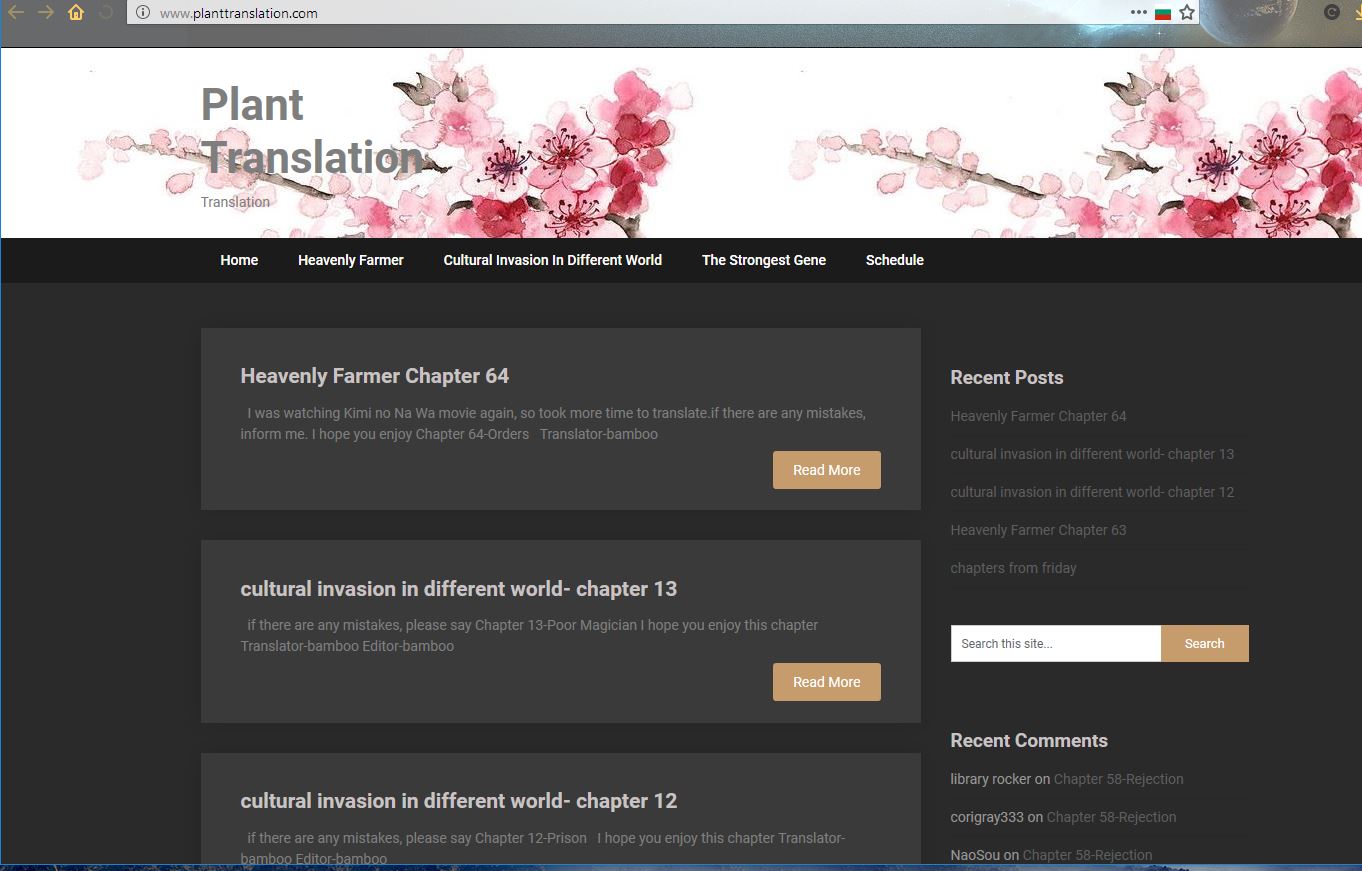 www.planttranslation.com
Plant
Translation
Translation
Home Heavenly Farmer Cultural Invasion In Different World The Strongest Gene Schedule
Heavenly Farmer Chapter 64
I was watching Kimi no Na Wa movie again, so took more time to translate.if there are any mistakes,
inform me. I hope you enjoy Chapter 64-Orders Translator-bamboo
Read More
cultural invasion in different world- chapter 13
if there are any mistakes, please say Chapter 13-Poor Magician I hope you enjoy this chapter
Translator-bamboo Editor-bamboo
Read More
cultural invasion in different world- chapter 12
if there are any mistakes, please say Chapter 12-Prison I hope you enjoy this chapter Translator-
bamboo Editor-bamboo
Recent Posts
Heavenly Farmer Chapter 64
cultural invasion in different world- chapter 13
cultural invasion in different world- chapter 12
Heavenly Farmer Chapter 63
chapters from friday
Search this site...
Search
Recent Comments
library rocker on Chapter 58-Rejection
corigray333 on Chapter 58-Rejection
NaoSou on Chapter 58-Rejection